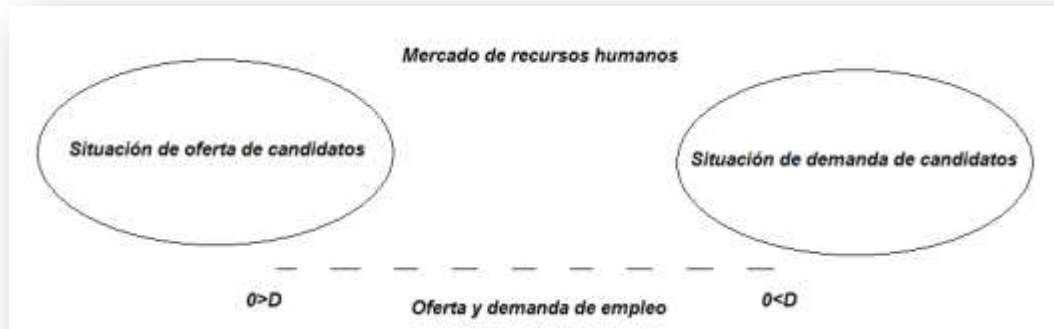 Mercado de recursos humanos
Situación de oferta de candidatos
Situación de demanda de candidatos
0>D
Oferta y demanda de empleo
0<D